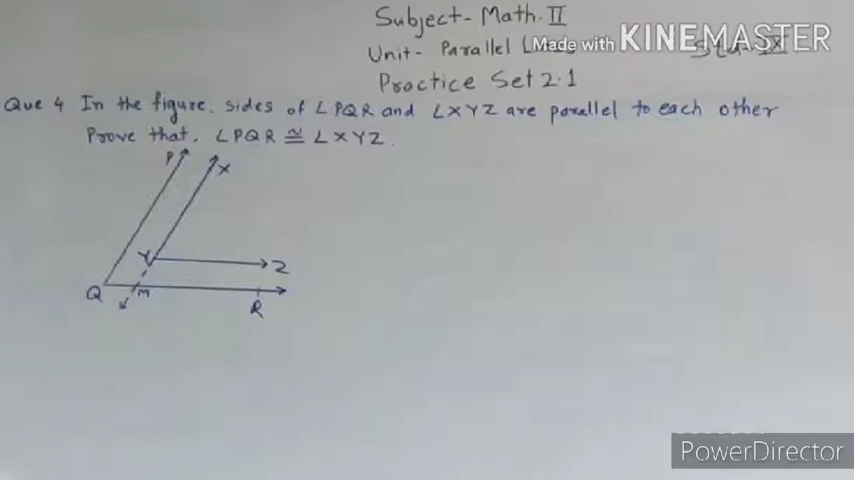 Subject- Math. II
Unit- Parallel
Made with KINEMASTER
Practice Set 2.1
Que 4 In the figure. sides of ∠PQR and ∠XYZ are parallel to each other
Prove that, ∠PQR ≅ ∠XYZ.
P
X
Y
Z
Q
M
R
PowerDirector